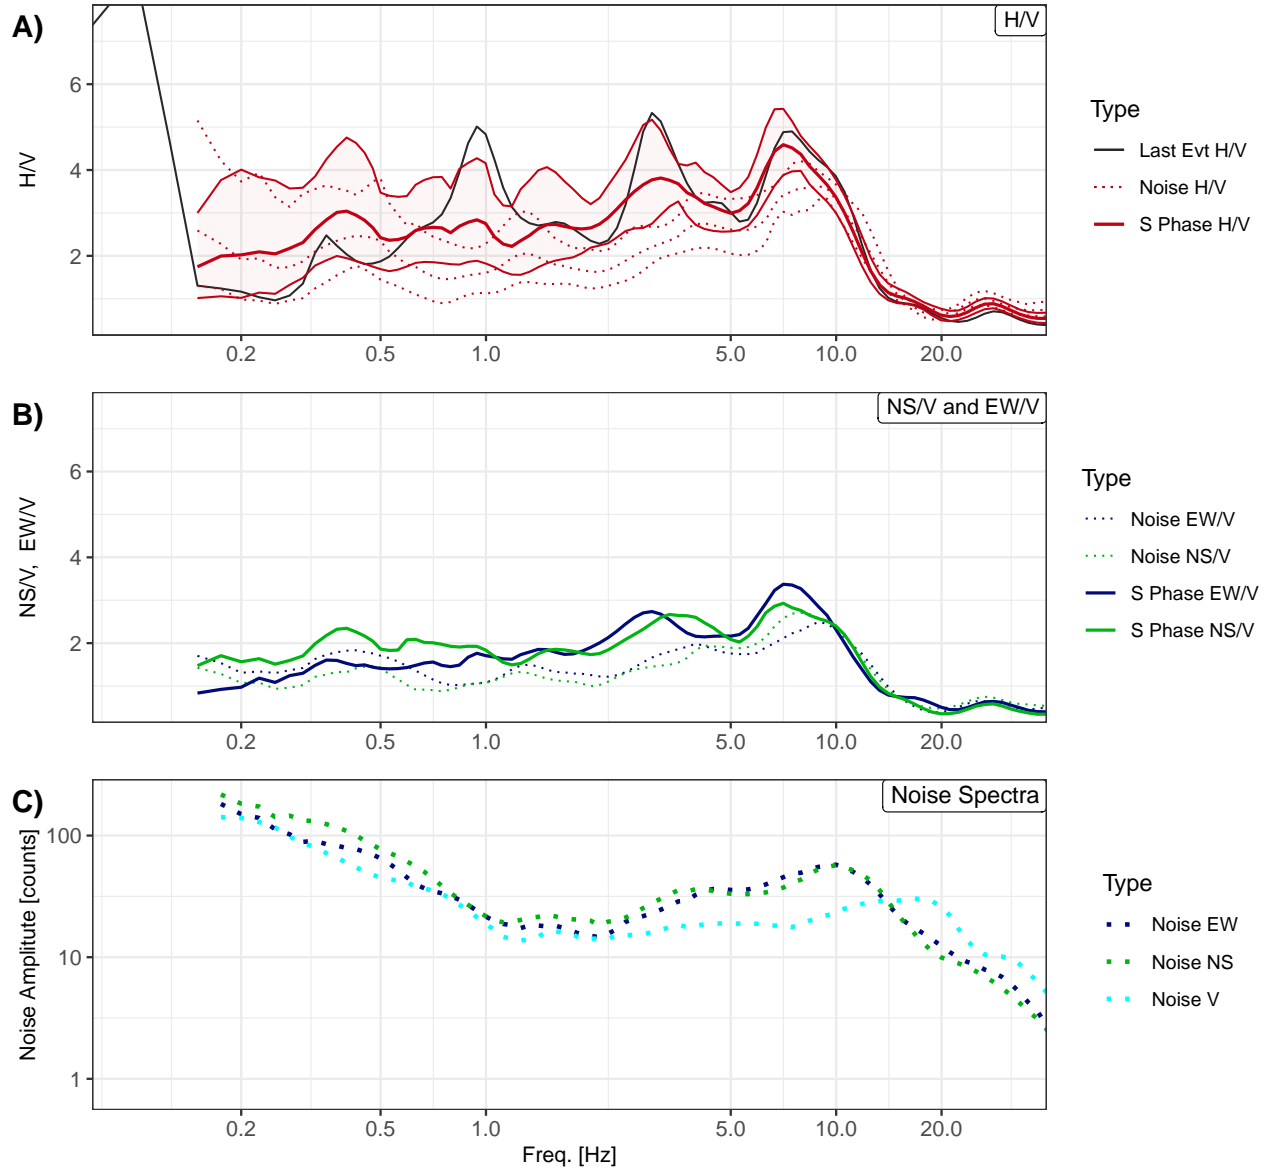 A)
H/V
6
4
2
H/V
0.2 0.5 1.0 5.0 10.0 20.0
Type
Last Evt H/V
Noise H/V
S Phase H/V
B)
NS/V and EW/V
6
4
2
NS/V, EW/V
0.2 0.5 1.0 5.0 10.0 20.0
Type
Noise EW/V
Noise NS/V
S Phase EW/V
S Phase NS/V
C)
Noise Spectra
100
10
1
Noise Amplitute [counts]
0.2 0.5 1.0 5.0 10.0 20.0
Freq. [Hz]
Type
Noise EW
Noise NS
Noise V